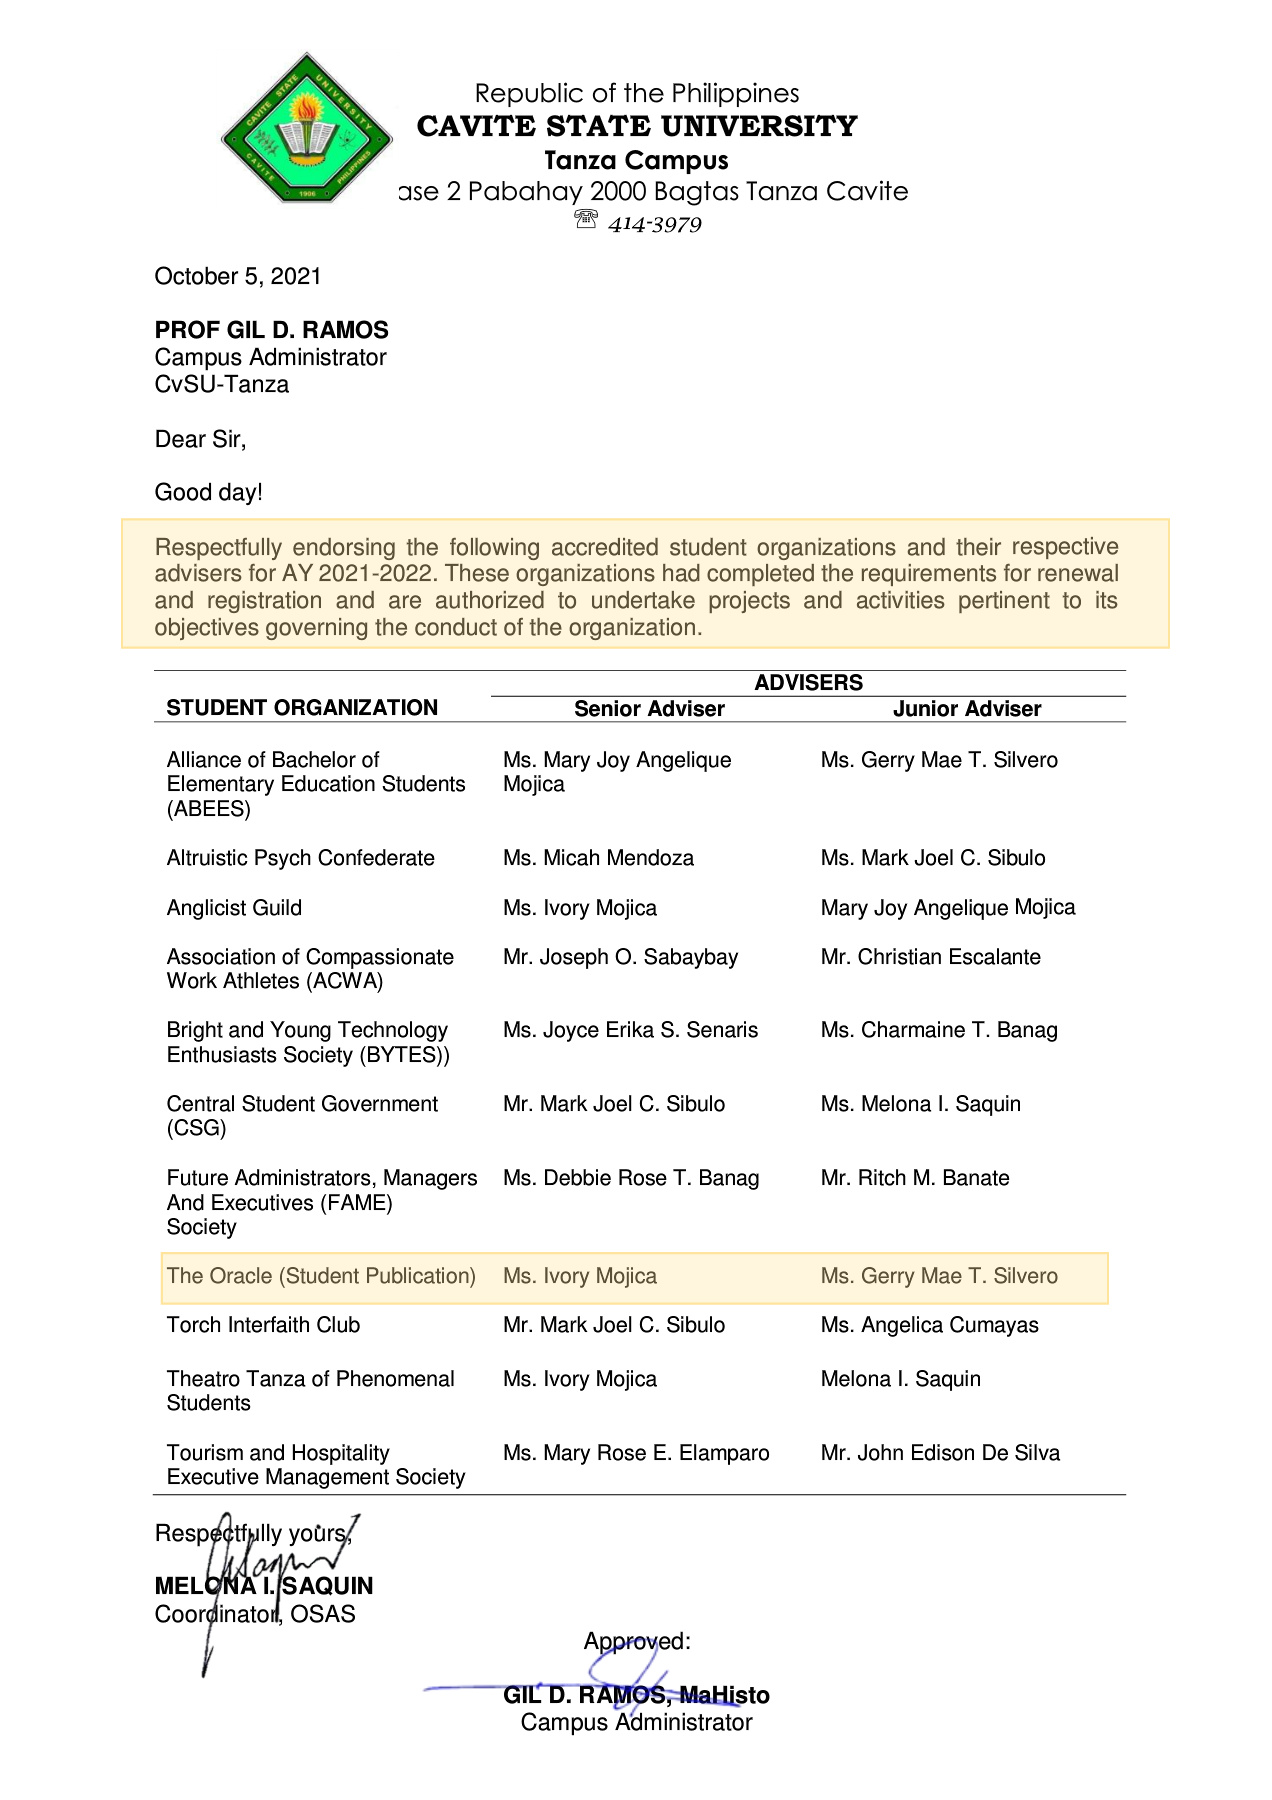 CAVITE STATE UNIVERSITY
CAVITE PHILIPPINES
1906
Republic of the Philippines
CAVITE STATE UNIVERSITY
Tanza Campus
ase 2 Pabahay 2000 Bagtas Tanza Cavite
☏ 414-3979
October 5, 2021
PROF GIL D. RAMOS
Campus Administrator
CvSU-Tanza
Dear Sir,
Good day!
Respectfully endorsing the following accredited student organizations and their respective
advisers for AY 2021-2022. These organizations had completed the requirements for renewal
and registration and are authorized to undertake projects and activities pertinent to its
objectives governing the conduct of the organization.
ADVISERS
STUDENT ORGANIZATION Senior Adviser Junior Adviser
Alliance of Bachelor of Ms. Mary Joy Angelique Ms. Gerry Mae T. Silvero
Elementary Education Students Mojica
(ABEES)
Altruistic Psych Confederate Ms. Micah Mendoza Ms. Mark Joel C. Sibulo
Anglicist Guild Ms. Ivory Mojica Mary Joy Angelique Mojica
Association of Compassionate Mr. Joseph O. Sabaybay Mr. Christian Escalante
Work Athletes (ACWA)
Bright and Young Technology Ms. Joyce Erika S. Senaris Ms. Charmaine T. Banag
Enthusiasts Society (BYTES))
Central Student Government Mr. Mark Joel C. Sibulo Ms. Melona I. Saquin
(CSG)
Future Administrators, Managers Ms. Debbie Rose T. Banag Mr. Ritch M. Banate
And Executives (FAME)
Society
The Oracle (Student Publication) Ms. Ivory Mojica Ms. Gerry Mae T. Silvero
Torch Interfaith Club Mr. Mark Joel C. Sibulo Ms. Angelica Cumayas
Theatro Tanza of Phenomenal Ms. Ivory Mojica Melona I. Saquin
Students
Tourism and Hospitality Ms. Mary Rose E. Elamparo Mr. John Edison De Silva
Executive Management Society
Respectfully yours,
MELONA I. SAQUIN
Coordinator, OSAS
Approved:
GIL D. RAMOS, MaHisto
Campus Administrator